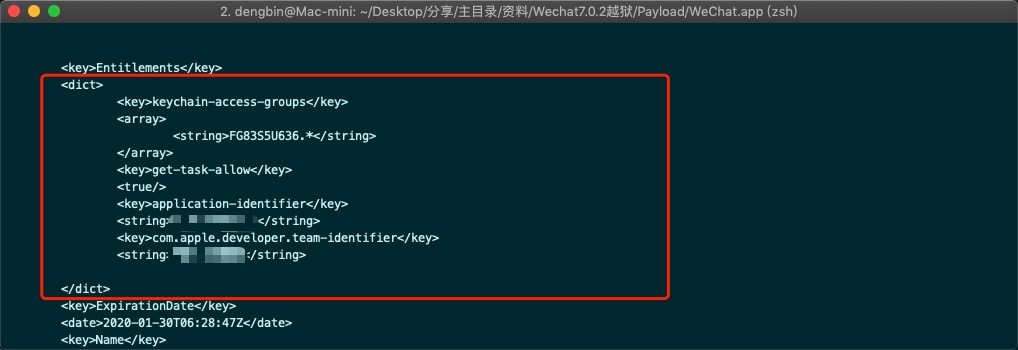 2. dengbin@Mac-mini: ~/Desktop/分享/主目录/资料/Wechat7.0.2越狱/Payload/WeChat.app (zsh)
<key>Entitlements</key>
<dict>
<key>keychain-access-groups</key>
<array>
<string>FG83S5U636.*</string>
</array>
<key>get-task-allow</key>
<true/>
<key>application-identifier</key>
<string></string>
<key>com.apple.developer.team-identifier</key>
<string></string>
</dict>
<key>ExpirationDate</key>
<date>2020-01-30T06:28:47Z</date>
<key>Name</key>